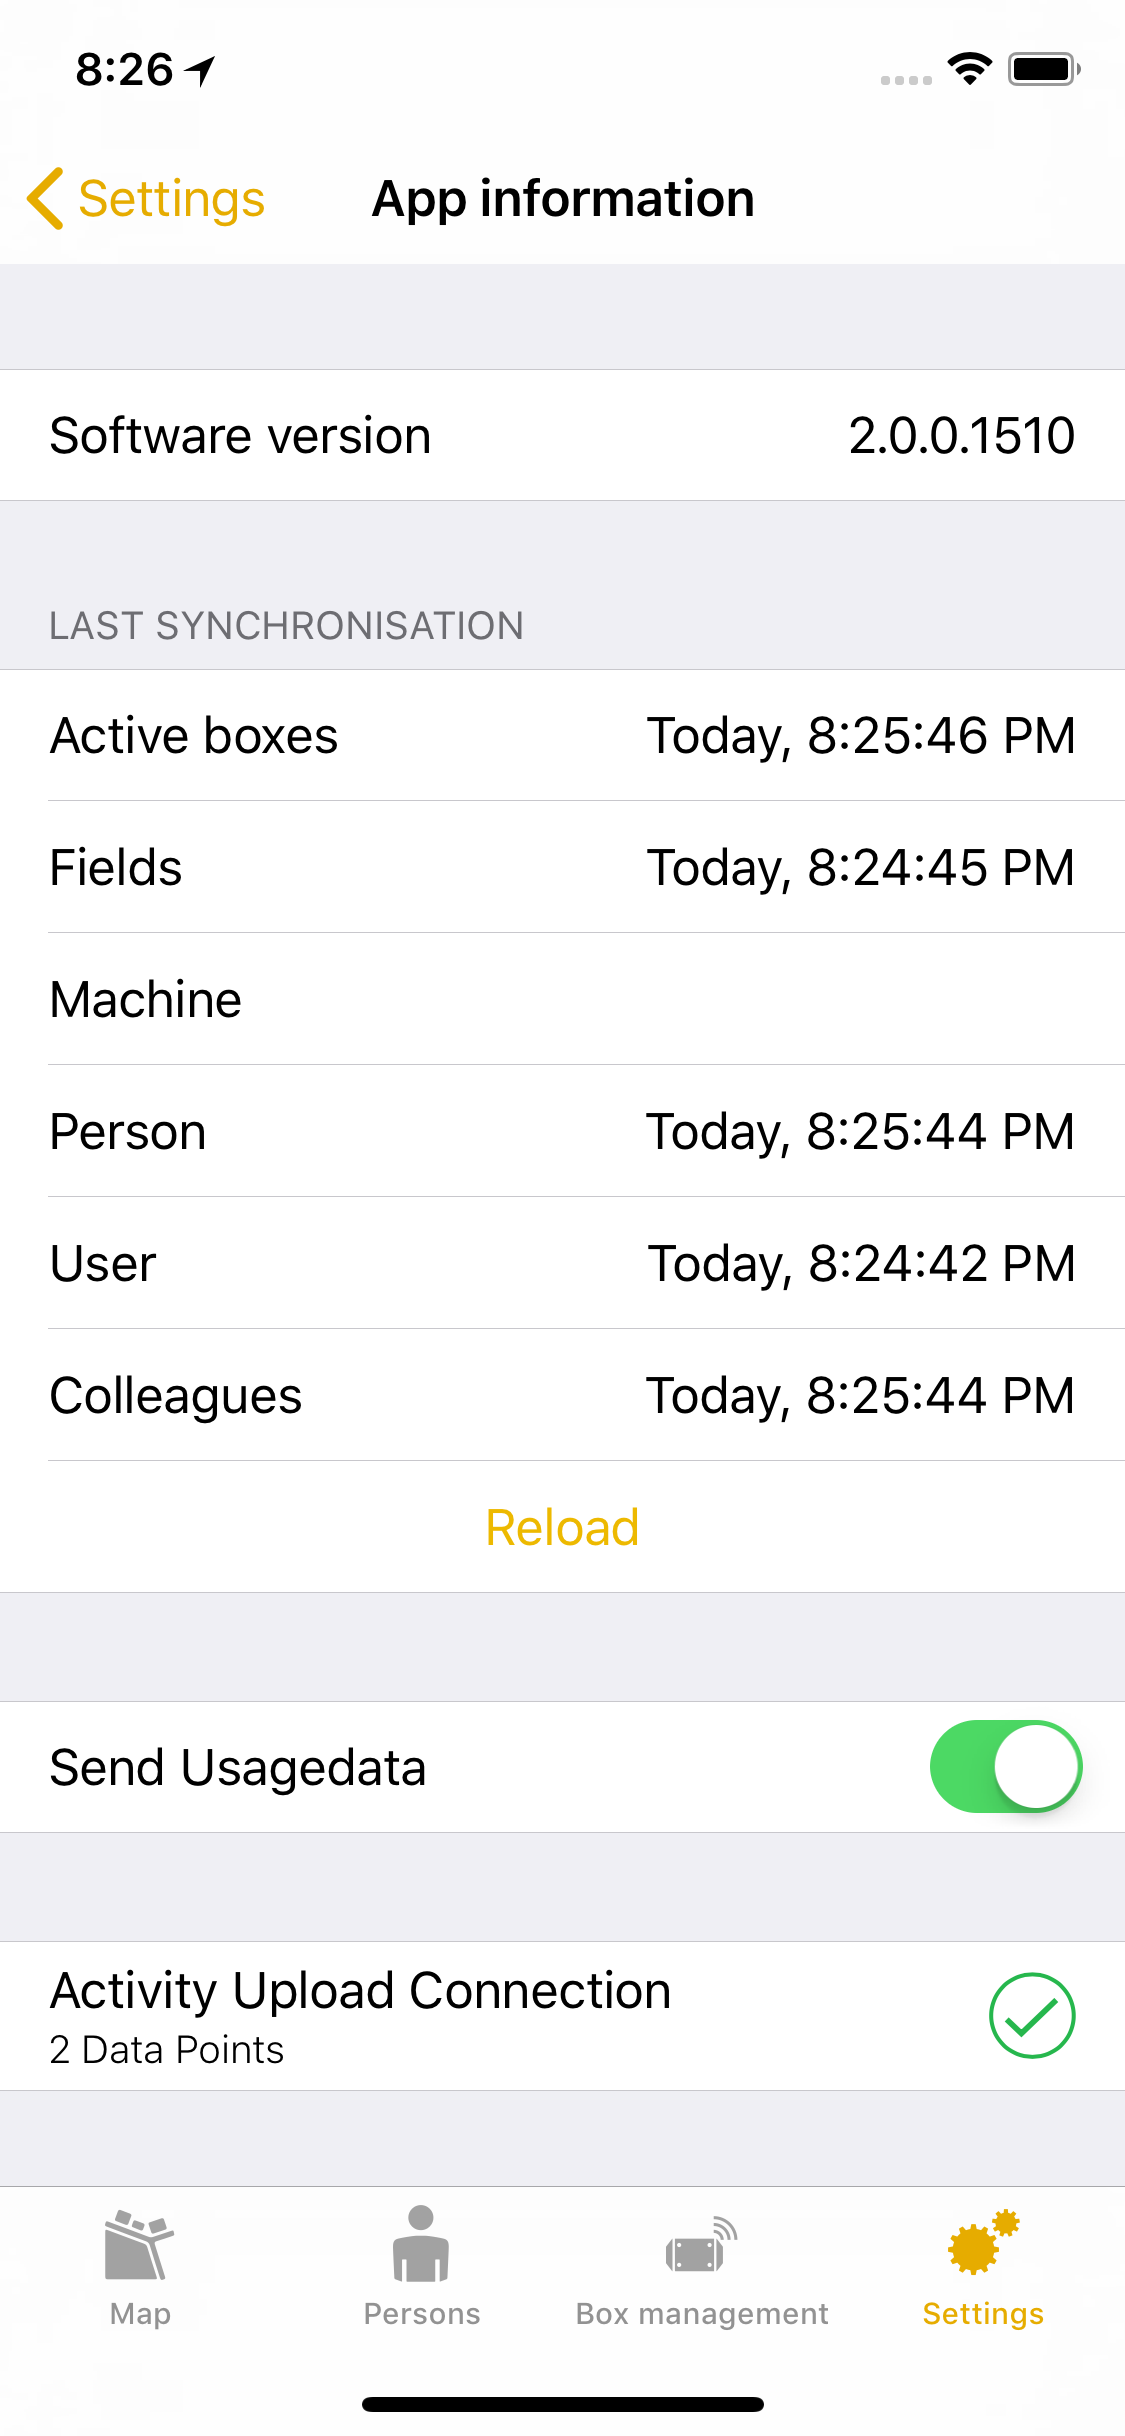 8:26
Settings
App information
Software version 2.0.0.1510
LAST SYNCHRONISATION
Active boxes Today, 8:25:46 PM
Fields Today, 8:24:45 PM
Machine
Person Today, 8:25:44 PM
User Today, 8:24:42 PM
Colleagues Today, 8:25:44 PM
Reload
Send Usagedata
Activity Upload Connection
2 Data Points
Map Persons Box management Settings